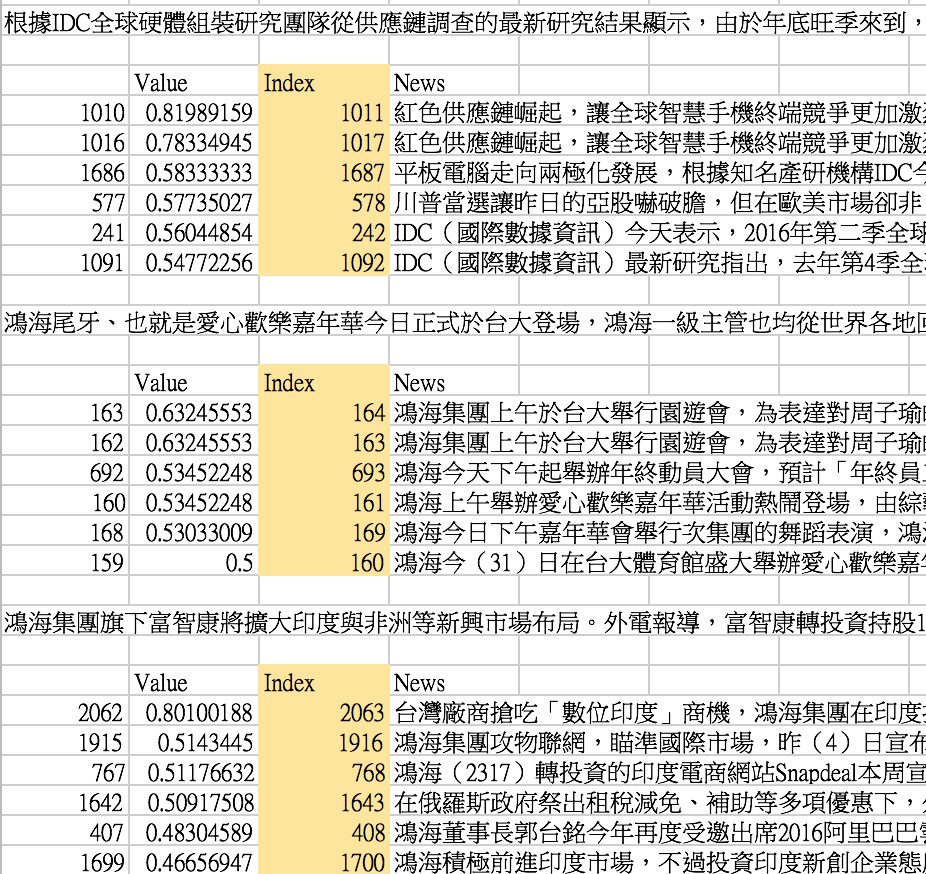 根據IDC全球硬體組裝研究團隊從供應鏈調查的最新研究結果顯示，由於年底旺季來到，
Value Index News
1010 0.81989159 1011 紅色供應鏈崛起，讓全球智慧手機終端競爭更加激
1016 0.78334945 1017 紅色供應鏈崛起，讓全球智慧手機終端競爭更加激
1686 0.58333333 1687 平板電腦走向兩極化發展，根據知名產研機構IDC今
577 0.57735027 578 川普當選讓昨日的亞股嚇破膽，但在歐美市場卻非
241 0.56044854 242 IDC（國際數據資訊）今天表示，2016年第二季全球
1091 0.54772256 1092 IDC（國際數據資訊）最新研究指出，去年第4季全
鴻海尾牙、也就是愛心歡樂嘉年華今日正式於台大登場，鴻海一級主管也均從世界各地回
Value Index News
163 0.63245553 164 鴻海集團上午於台大舉行園遊會，為表達對周子瑜
162 0.63245553 163 鴻海集團上午於台大舉行園遊會，為表達對周子瑜
692 0.53452248 693 鴻海今天下午起舉辦年終動員大會，預計「年終員
160 0.53452248 161 鴻海上午舉辦愛心歡樂嘉年華活動熱鬧登場，由綜
168 0.53033009 169 鴻海今日下午嘉年華會舉行次集團的舞蹈表演，鴻
159 0.5 160 鴻海今（31）日在台大體育館盛大舉辦愛心歡樂嘉年
鴻海集團旗下富智康將擴大印度與非洲等新興市場布局。外電報導，富智康轉投資持股1
Value Index News
2062 0.80100188 2063 台灣廠商搶吃「數位印度」商機，鴻海集團在印度
1915 0.5143445 1916 鴻海集團攻物聯網，瞄準國際市場，昨（4）日宣布
767 0.51176632 768 鴻海（2317）轉投資的印度電商網站Snapdeal本周宣
1642 0.50917508 1643 在俄羅斯政府祭出租稅減免、補助等多項優惠下，
407 0.48304589 408 鴻海董事長郭台銘今年再度受邀出席2016阿里巴巴雲
1699 0.46656947 1700 鴻海積極前進印度市場，不過投資印度新創企業態